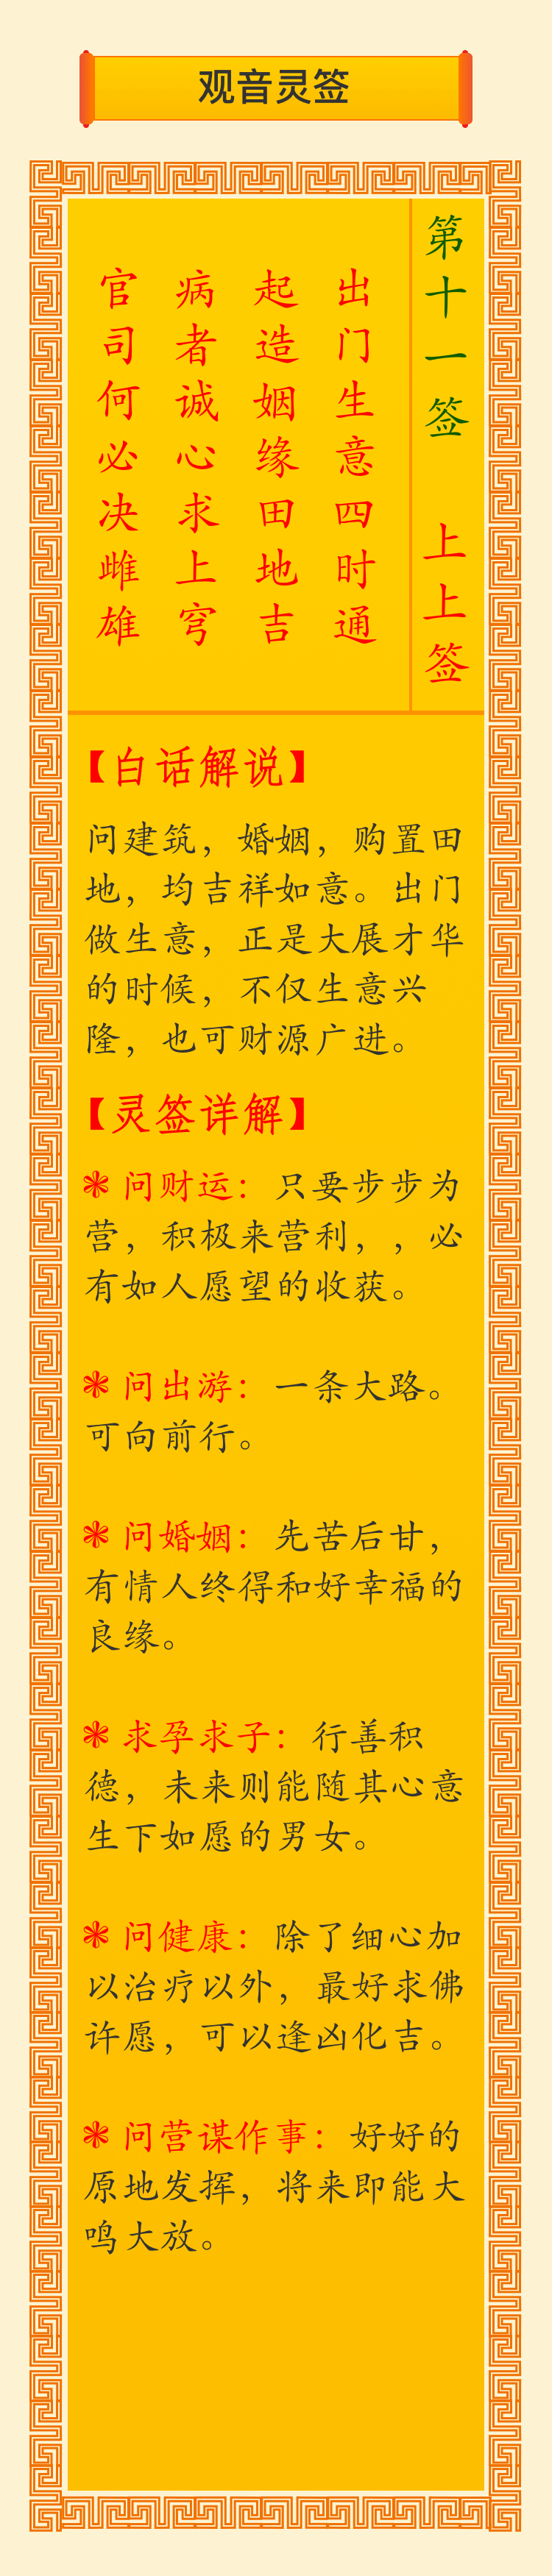 观音灵签
第十一签 上上签
出门生意四时通
起造姻缘田地吉
病者诚心求上穹
官司何必决雌雄
【白话解说】
问建筑，婚姻，购置田
地，均吉祥如意。出门
做生意，正是大展才华
的时候，不仅生意兴
隆，也可财源广进。
【灵签详解】
❃ 问财运：只要步步为
营，积极来营利，，必
有如人愿望的收获。
❃ 问出游：一条大路。
可向前行。
❃ 问婚姻：先苦后甘，
有情人终得和好幸福的
良缘。
❃ 求孕求子：行善积
德，未来则能随其心意
生下如愿的男女。
❃ 问健康：除了细心加
以治疗以外，最好求佛
许愿，可以逢凶化吉。
❃ 问营谋作事：好好的
原地发挥，将来即能大
鸣大放。